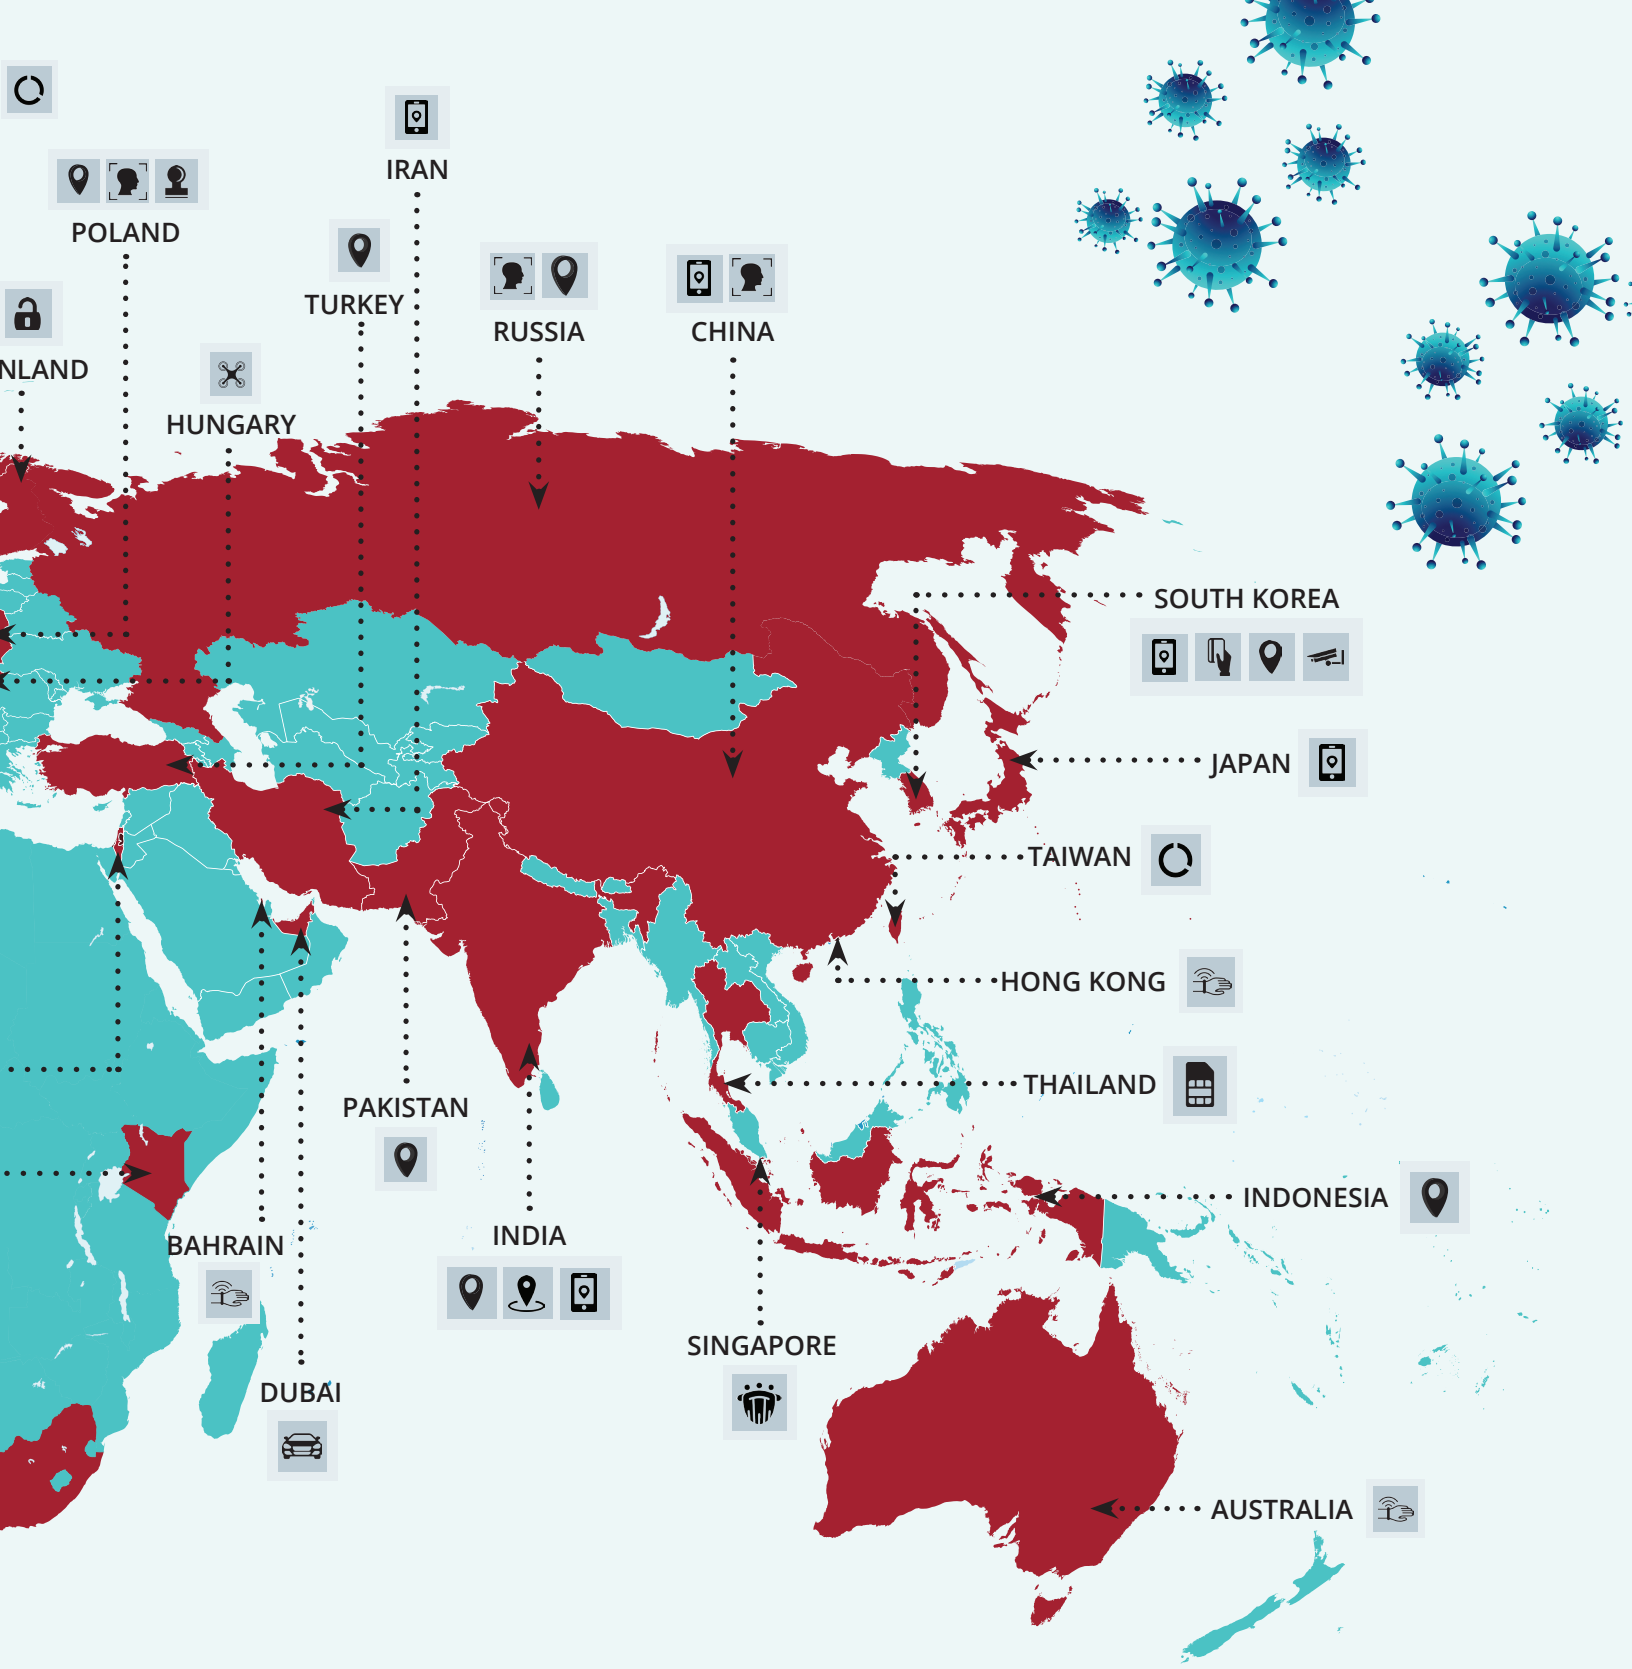 IRAN
POLAND
TURKEY
RUSSIA
CHINA
NLAND
HUNGARY
SOUTH KOREA
JAPAN
TAIWAN
HONG KONG
THAILAND
PAKISTAN
INDONESIA
INDIA
BAHRAIN
SINGAPORE
DUBAI
AUSTRALIA